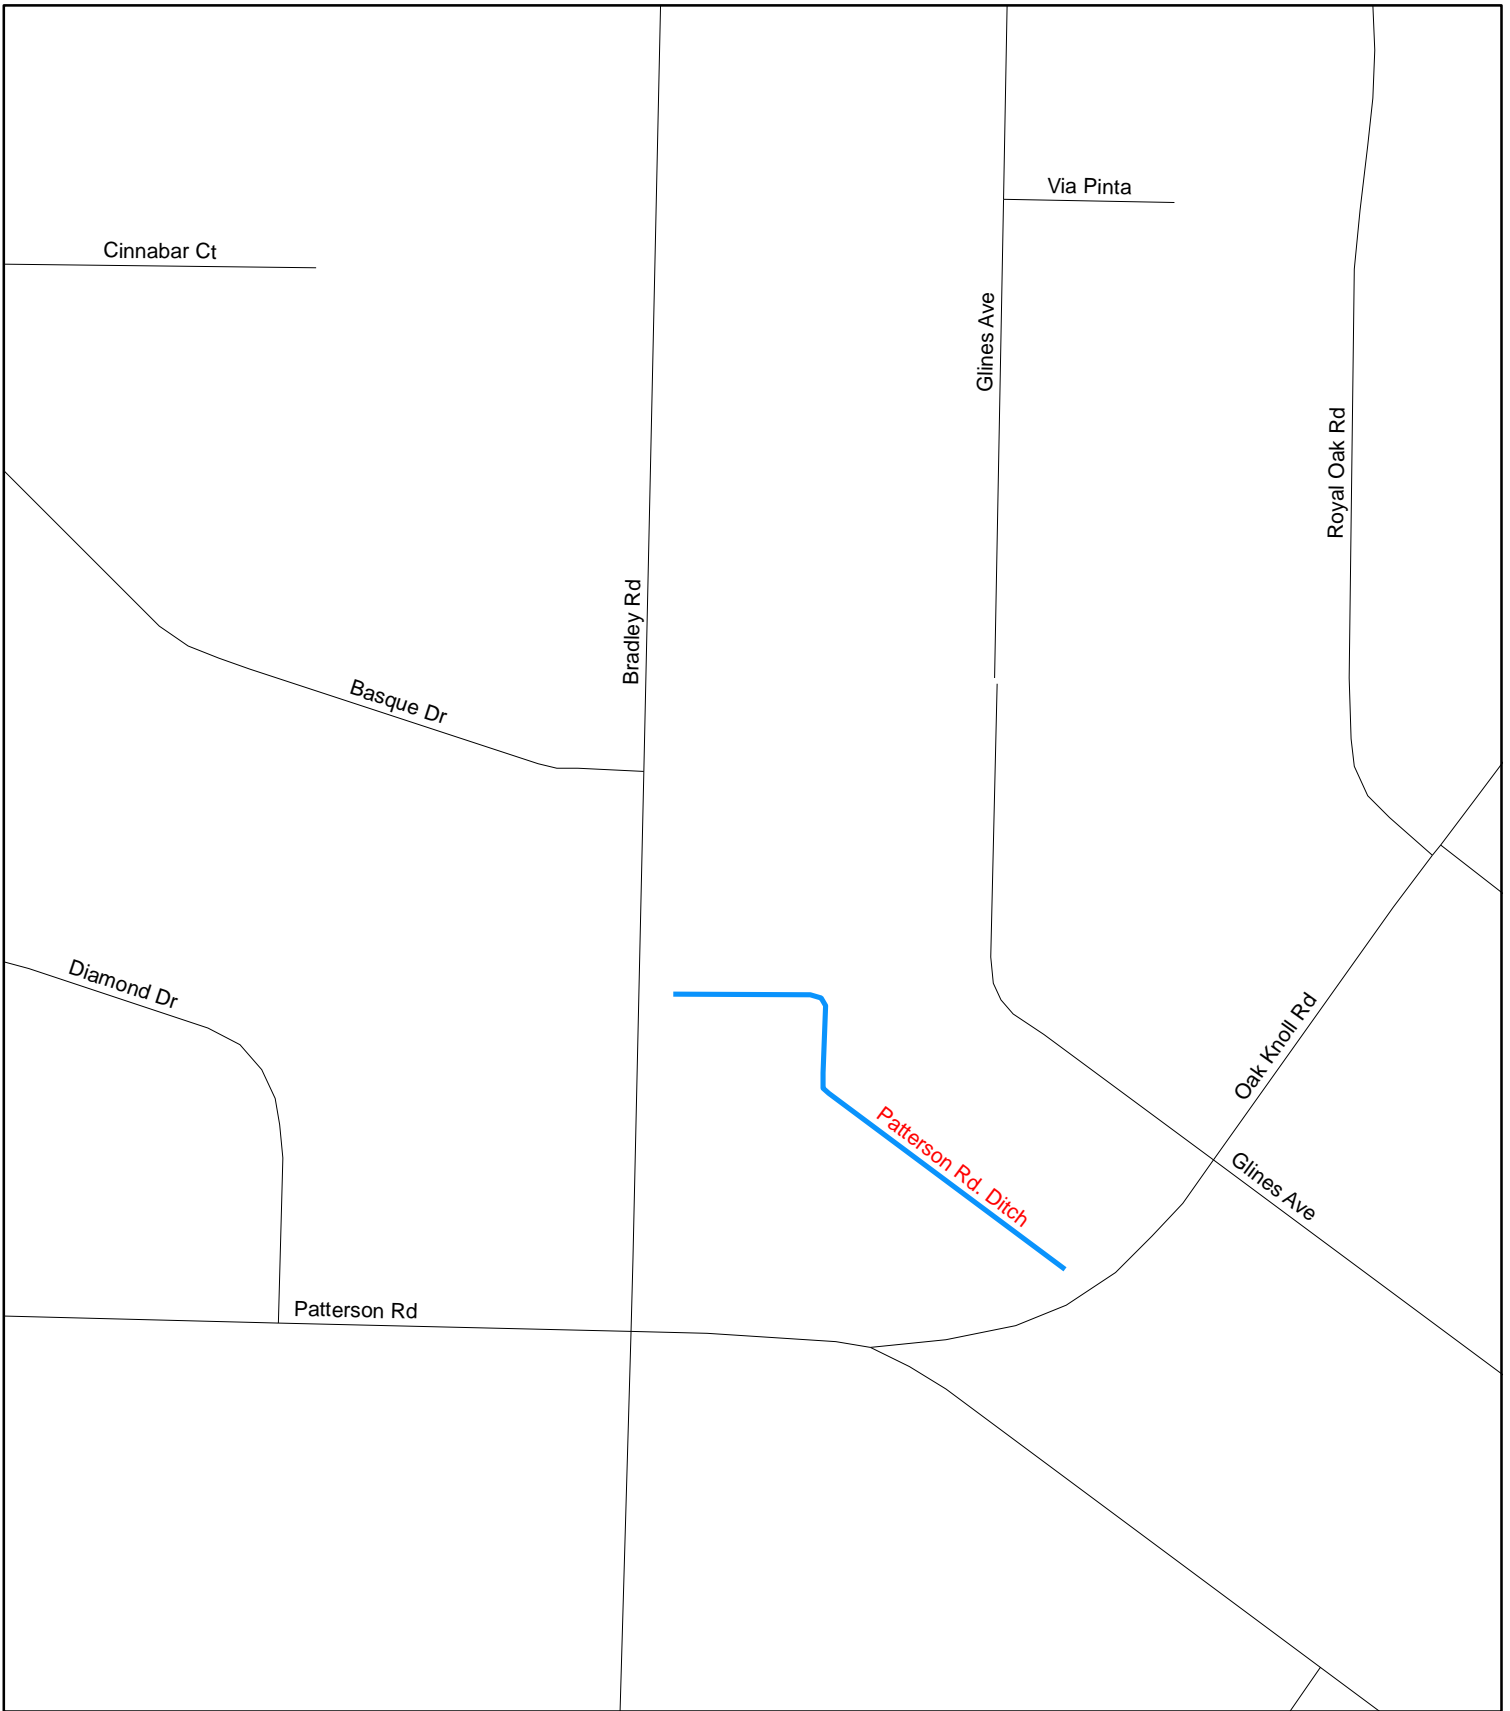 Via Pinta
Cinnabar Ct
Glines Ave
Royal Oak Rd
Bradley Rd
Basque Dr
Diamond Dr
Oak Knoll Rd
Patterson Rd. Ditch
Glines Ave
Patterson Rd